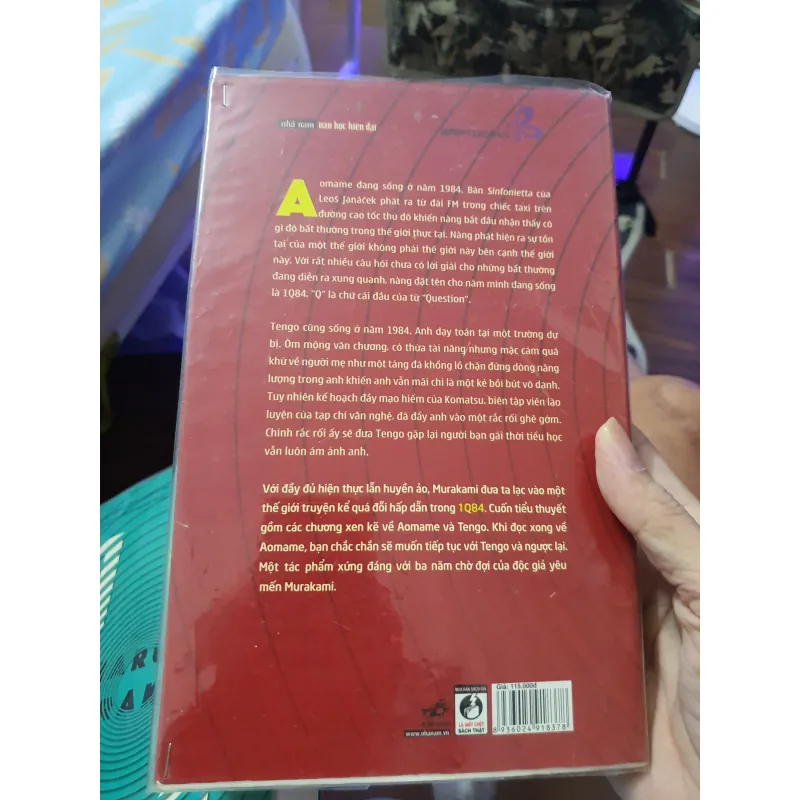 nhã nam văn học hiện đại
Aomame đang sống ở năm 1984. Bản Sinfonietta của
Leoš Janáček phát ra từ đài FM trong chiếc taxi trên
đường cao tốc thủ đô khiến nàng bắt đầu nhận thấy có
gì đó bất thường trong thế giới thực tại. Nàng phát hiện ra sự tồn
tại của một thế giới không phải thế giới này bên cạnh thế giới
này. Với rất nhiều câu hỏi chưa có lời giải cho những bất thường
đang diễn ra xung quanh, nàng đặt tên cho năm mình đang sống
là 1Q84. "Q" là chữ cái đầu của từ "Question".
Tengo cũng sống ở năm 1984. Anh dạy toán tại một trường dự
bị. Ôm mộng văn chương, có thừa tài năng nhưng mặc cảm quá
khứ về người mẹ như một tảng đá khổng lồ chặn đứng dòng năng
lượng trong anh khiến anh vẫn mãi chỉ là một kẻ bồi bút vô danh.
Tuy nhiên kế hoạch đầy mạo hiểm của Komatsu, biên tập viên lão
luyện của tạp chí văn nghệ, đã đẩy anh vào một rắc rối ghê gớm.
Chính rắc rối ấy sẽ đưa Tengo gặp lại người bạn gái thời tiểu học
vẫn luôn ám ảnh anh.
Với đầy đủ hiện thực lẫn huyền ảo, Murakami đưa ta lạc vào một
thế giới truyện kể quá đỗi hấp dẫn trong 1Q84. Cuốn tiểu thuyết
gồm các chương xen kẽ về Aomame và Tengo. Khi đọc xong về
Aomame, bạn chắc chắn sẽ muốn tiếp tục với Tengo và ngược lại.
Một tác phẩm xứng đáng với ba năm chờ đợi của độc giả yêu
mến Murakami.
Giá: 115.000đ
www.nhanam.vn
SÁCH THẬT
8936024918378